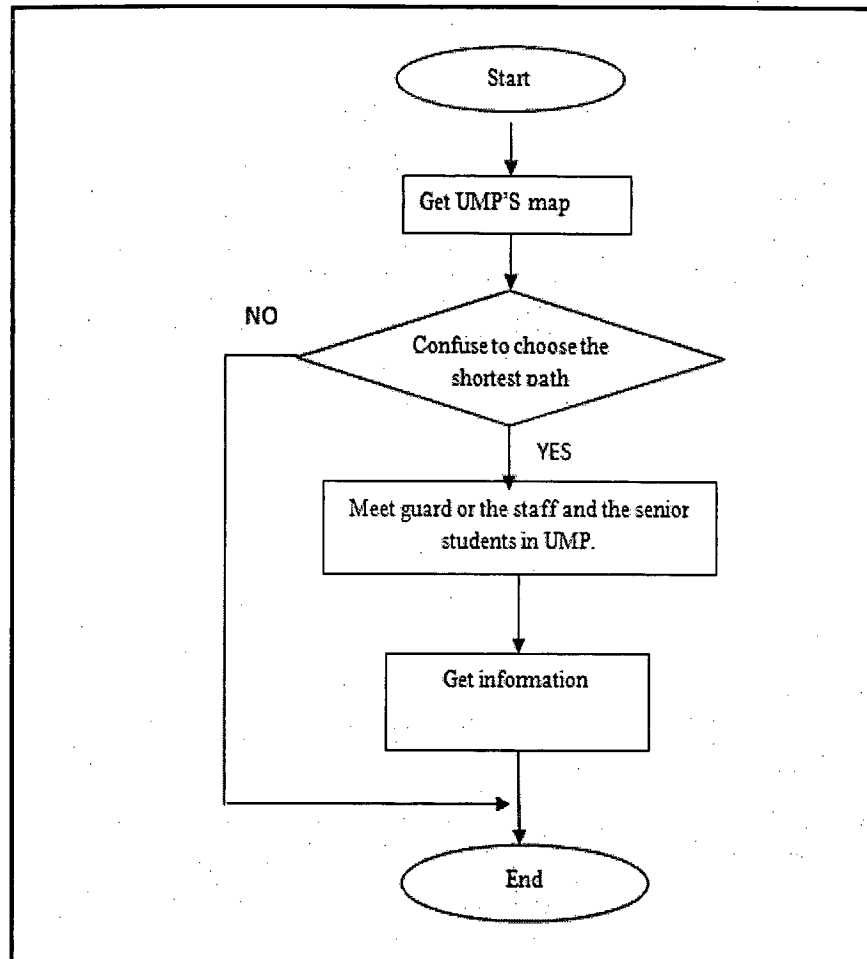 Start
Get UMP'S map
NO
Confuse to choose the
shortest path
YES
Meet guard or the staff and the senior
students in UMP.
Get information
End